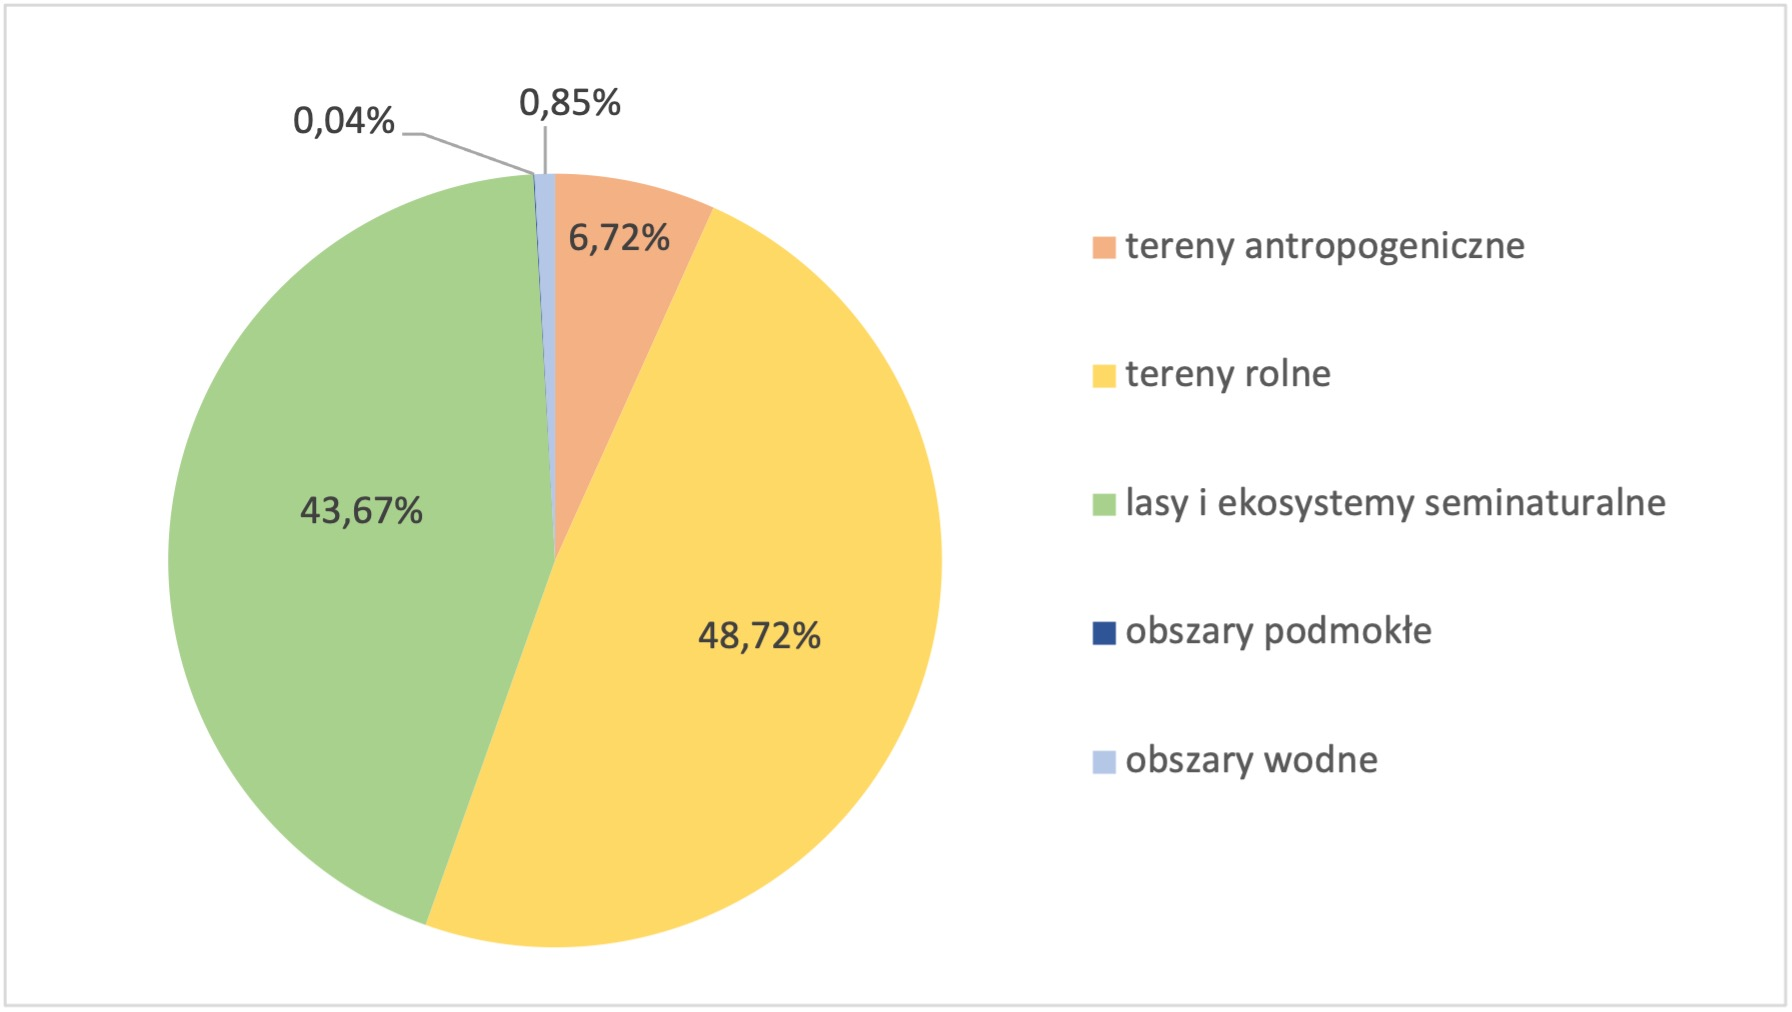 0,04%
0,85%
6,72%
43,67%
48,72%
tereny antropogeniczne
tereny rolne
lasy i ekosystemy seminaturalne
obszary podmokłe
obszary wodne